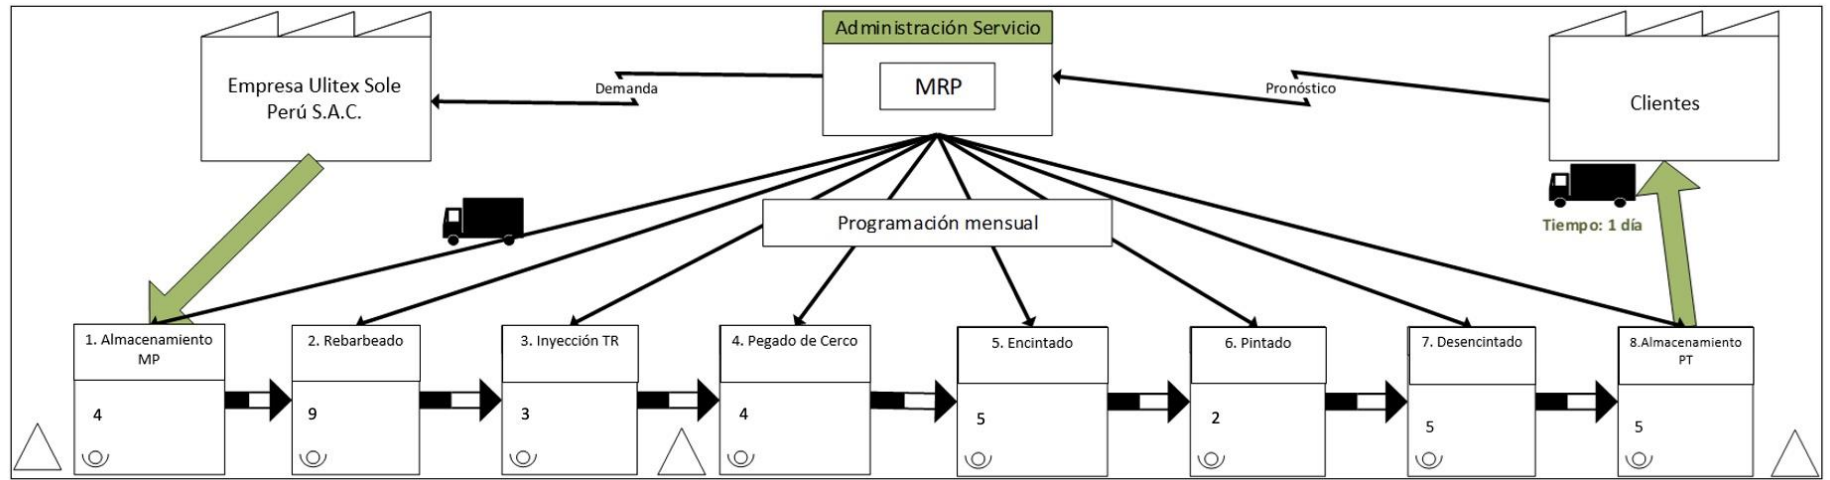 Administración Servicio
MRP
Empresa Ulitex Sole
Perú S.A.C.
Demanda
Pronóstico
Clientes
Programación mensual
Tiempo: 1 día
1. Almacenamiento
MP
4
2. Rebarbeado
9
3. Inyección TR
3
4. Pegado de Cerco
4
5. Encintado
5
6. Pintado
2
7. Desencintado
5
8.Almacenamiento
PT
5